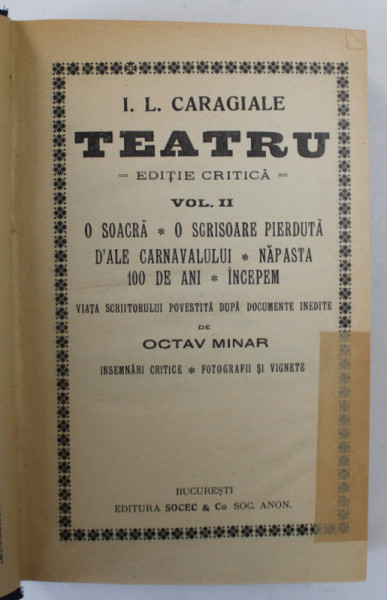 I. L. CARAGIALE
TEATRU
= EDIȚIE CRITICĂ =
VOL. II
O SOACRĂ * O SCRISOARE PIERDUTĂ
D'ALE CARNAVALULUI * NĂPASTA
100 DE ANI * ÎNCEPEM
VIAȚA SCRIITORULUI POVESTITĂ DUPĂ DOCUMENTE INEDITE
DE
OCTAV MINAR
INSEMNĂRI CRITICE * FOTOGRAFII ȘI VIGNETE
BUCUREȘTI
EDITURA SOCEC & Co SOC. ANON.